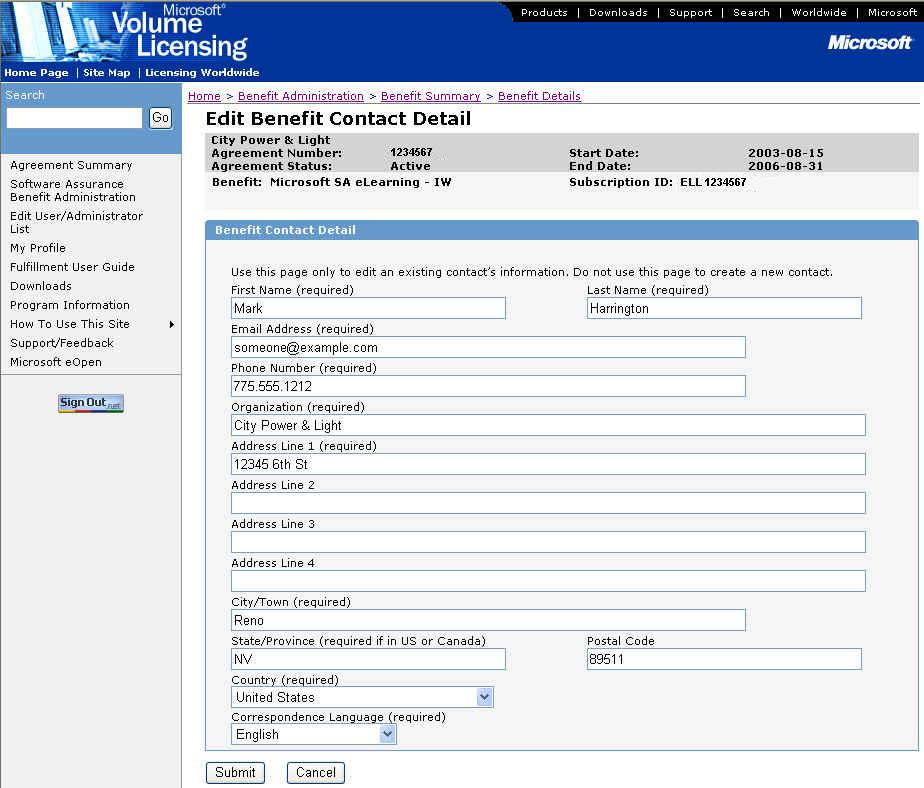 Products | Downloads | Support | Search | Worldwide | Microsoft
Microsoft®
Volume
Licensing
Microsoft
Home Page | Site Map | Licensing Worldwide
Search
Go
Agreement Summary
Software Assurance
Benefit Administration
Edit User/Administrator
List
My Profile
Fulfillment User Guide
Downloads
Program Information
How To Use This Site
Support/Feedback
Microsoft eOpen
Sign Out .net
Home > Benefit Administration > Benefit Summary > Benefit Details
Edit Benefit Contact Detail
City Power & Light
Agreement Number: 1234567 Start Date: 2003-08-15
Agreement Status: Active End Date: 2006-08-31
Benefit: Microsoft SA eLearning - IW Subscription ID: ELL1234567
Benefit Contact Detail
Use this page only to edit an existing contact's information. Do not use this page to create a new contact.
First Name (required) Last Name (required)
Mark Harrington
Email Address (required)
someone@example.com
Phone Number (required)
775.555.1212
Organization (required)
City Power & Light
Address Line 1 (required)
12345 6th St
Address Line 2
Address Line 3
Address Line 4
City/Town (required)
Reno
State/Province (required if in US or Canada) Postal Code
NV 89511
Country (required)
United States
Correspondence Language (required)
English
Submit Cancel